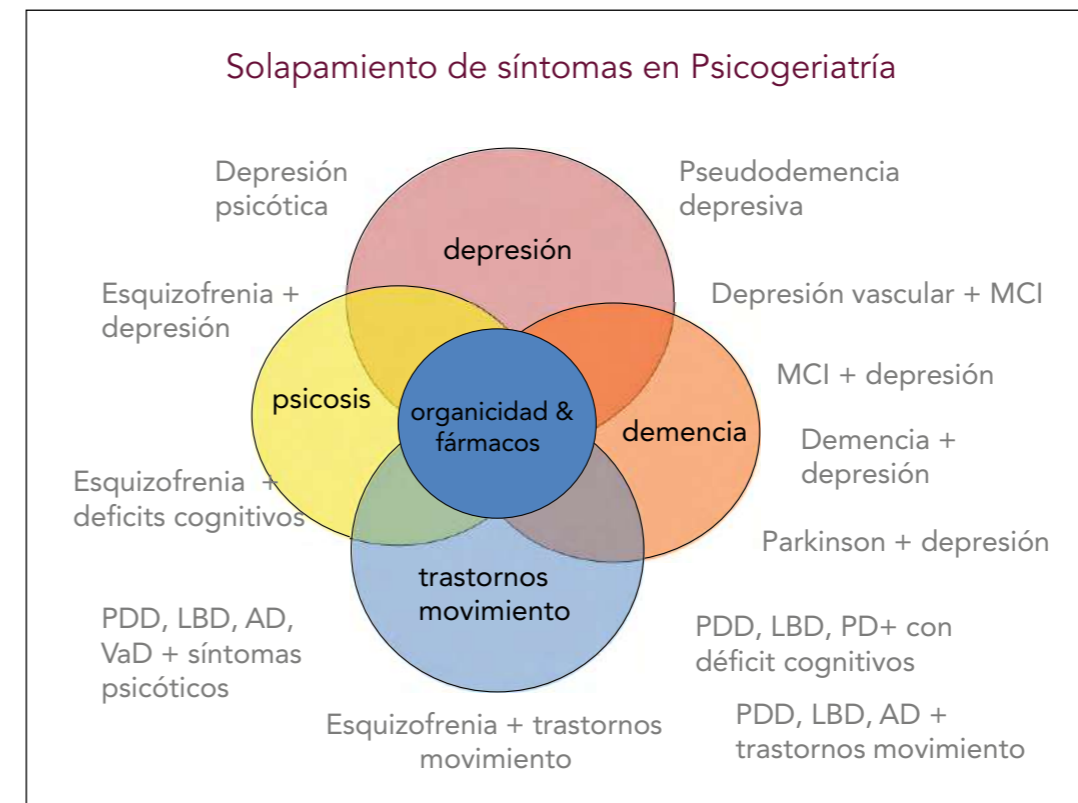 Solapamiento de síntomas en Psicogeriatría
Depresión
psicótica
Pseudodemencia
depresiva
depresión
Esquizofrenia +
depresión
Depresión vascular + MCI
MCI + depresión
psicosis
organicidad &
fármacos
demencia
Demencia +
depresión
Esquizofrenia +
deficits cognitivos
Parkinson + depresión
trastornos
movimiento
PDD, LBD, AD,
VaD + síntomas
psicóticos
PDD, LBD, PD+ con
déficit cognitivos
Esquizofrenia + trastornos
movimiento
PDD, LBD, AD +
trastornos movimiento